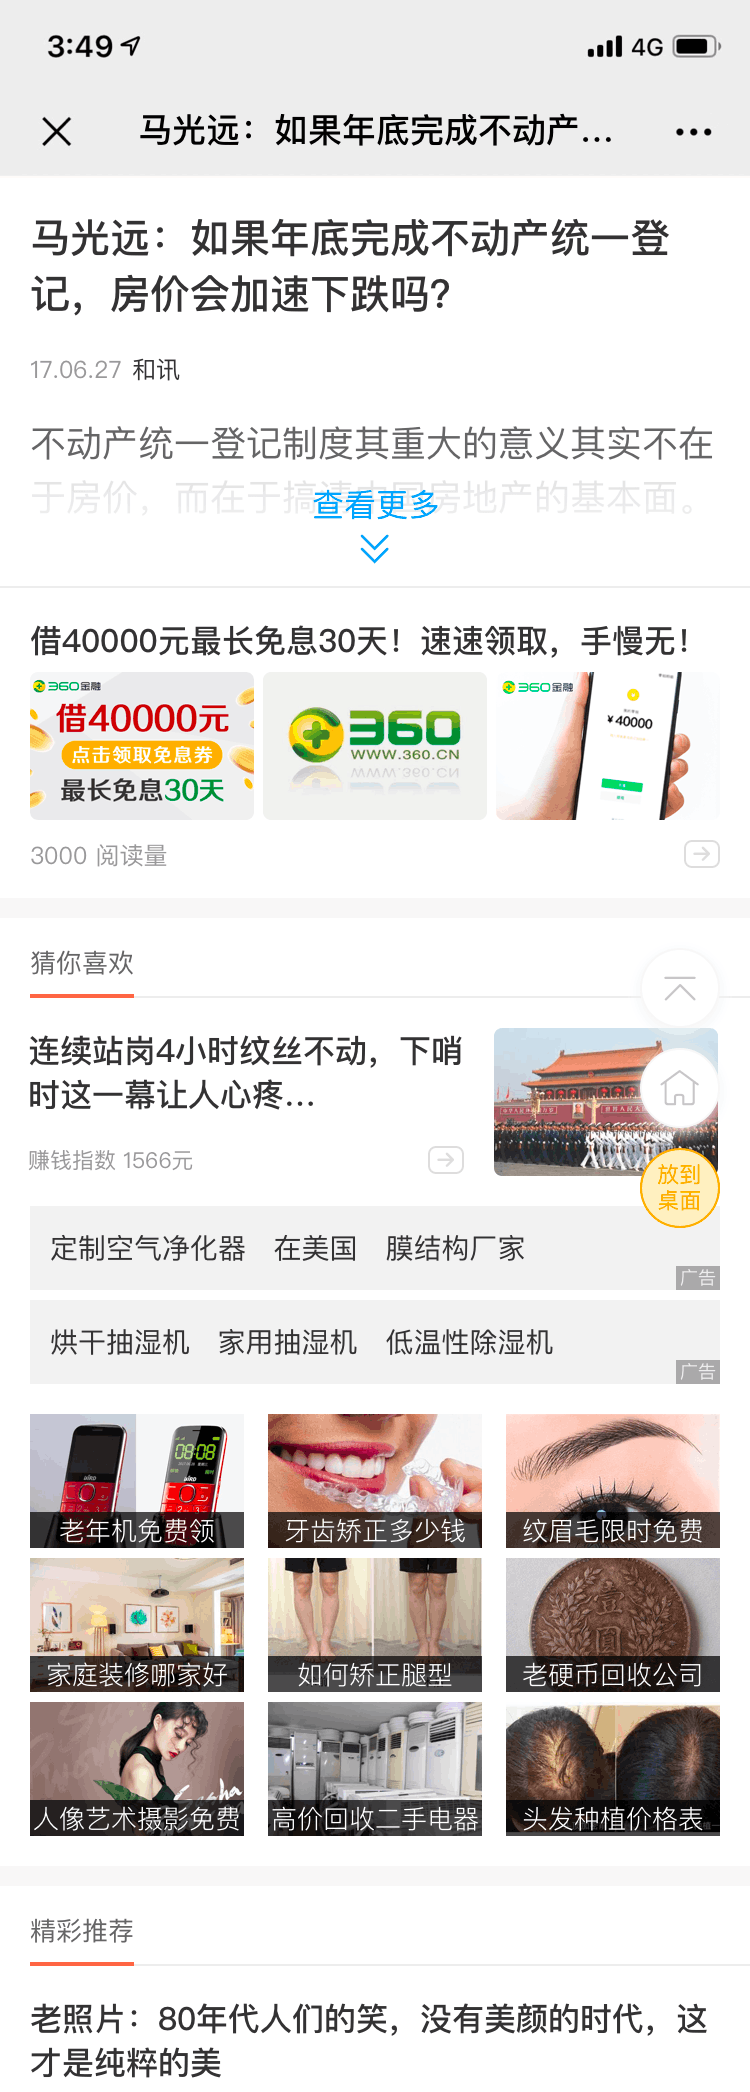 3:49
4G
马光远：如果年底完成不动产...
马光远：如果年底完成不动产统一登
记，房价会加速下跌吗?
17.06.27 和讯
不动产统一登记制度其重大的意义其实不在
于房价，而在于搞清中国房地产的基本面。
查看更多
借40000元最长免息30天！速速领取，手慢无！
360金融
借40000元
点击领取免息券
最长免息30天
360
WWW.360.CN
360金融
¥40000
3000 阅读量
猜你喜欢
连续站岗4小时纹丝不动，下哨
时这一幕让人心疼...
赚钱指数 1566元
放到
桌面
定制空气净化器 在美国 膜结构厂家
广告
烘干抽湿机 家用抽湿机 低温性除湿机
广告
08:08
BIRD
BIRD
老年机免费领
牙齿矫正多少钱
纹眉毛限时免费
壹
圆
家庭装修哪家好
如何矫正腿型
老硬币回收公司
人像艺术摄影免费
高价回收二手电器
头发种植价格表
精彩推荐
老照片：80年代人们的笑，没有美颜的时代，这
才是纯粹的美